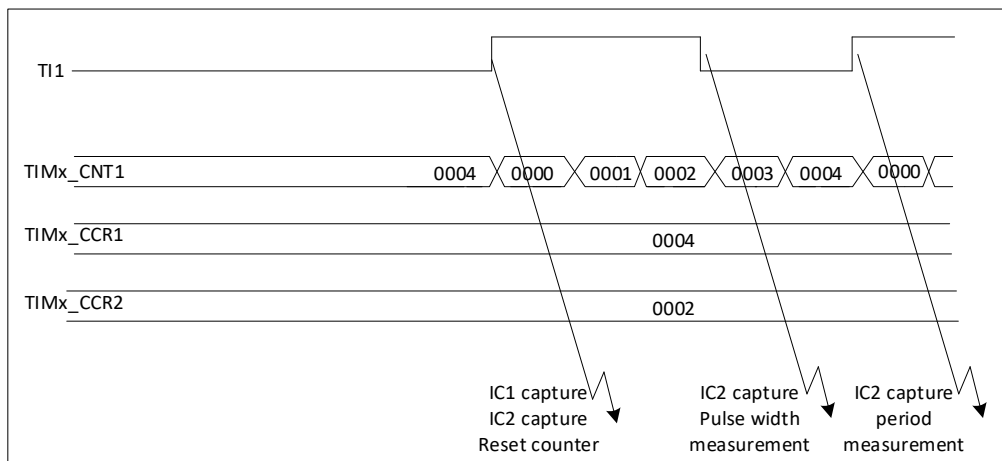 TI1
TIMx_CNT1
0004 0000 0001 0002 0003 0004 0000
TIMx_CCR1
0004
TIMx_CCR2
0002
IC1 capture
IC2 capture
Reset counter
IC2 capture
Pulse width
measurement
IC2 capture
period
measurement